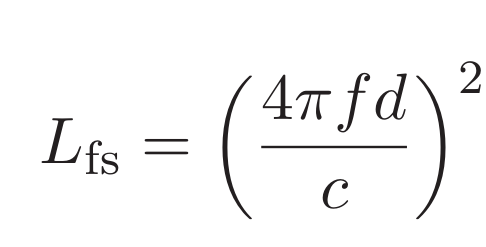 L_fs = (4πfd / c)^2